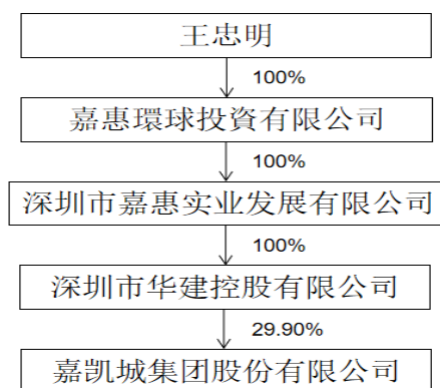 王忠明
100%
嘉惠環球投資有限公司
100%
深圳市嘉惠实业发展有限公司
100%
深圳市华建控股有限公司
29.90%
嘉凯城集团股份有限公司